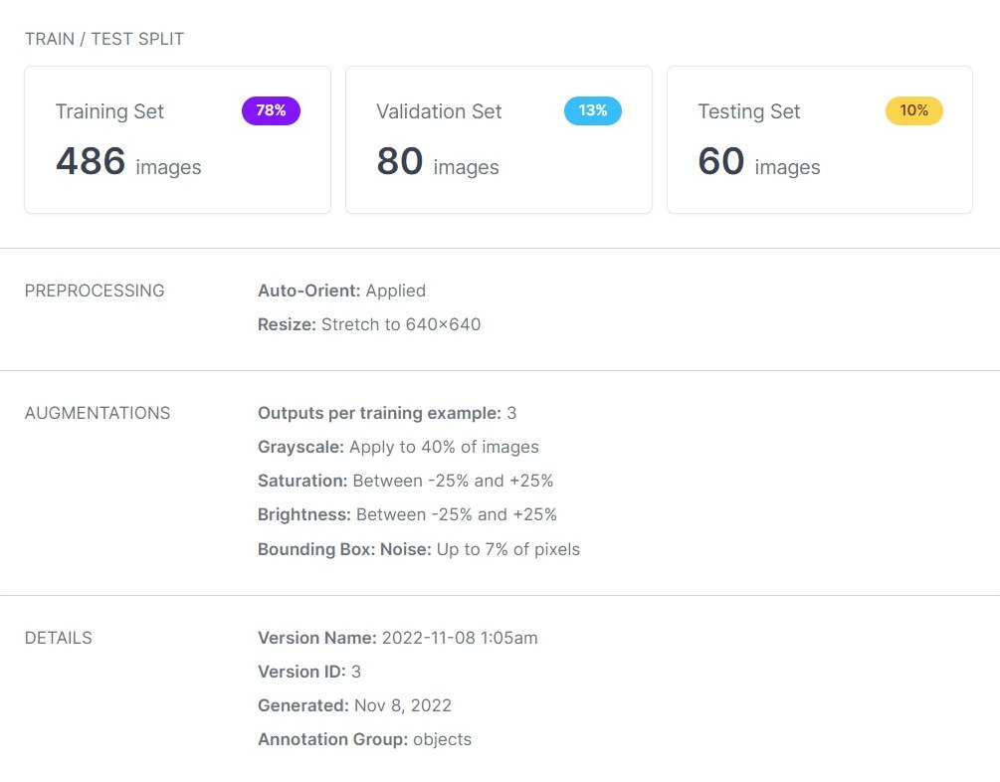 TRAIN / TEST SPLIT
Training Set 78%
486 images
Validation Set 13%
80 images
Testing Set 10%
60 images
PREPROCESSING
Auto-Orient: Applied
Resize: Stretch to 640×640
AUGMENTATIONS
Outputs per training example: 3
Grayscale: Apply to 40% of images
Saturation: Between -25% and +25%
Brightness: Between -25% and +25%
Bounding Box: Noise: Up to 7% of pixels
DETAILS
Version Name: 2022-11-08 1:05am
Version ID: 3
Generated: Nov 8, 2022
Annotation Group: objects